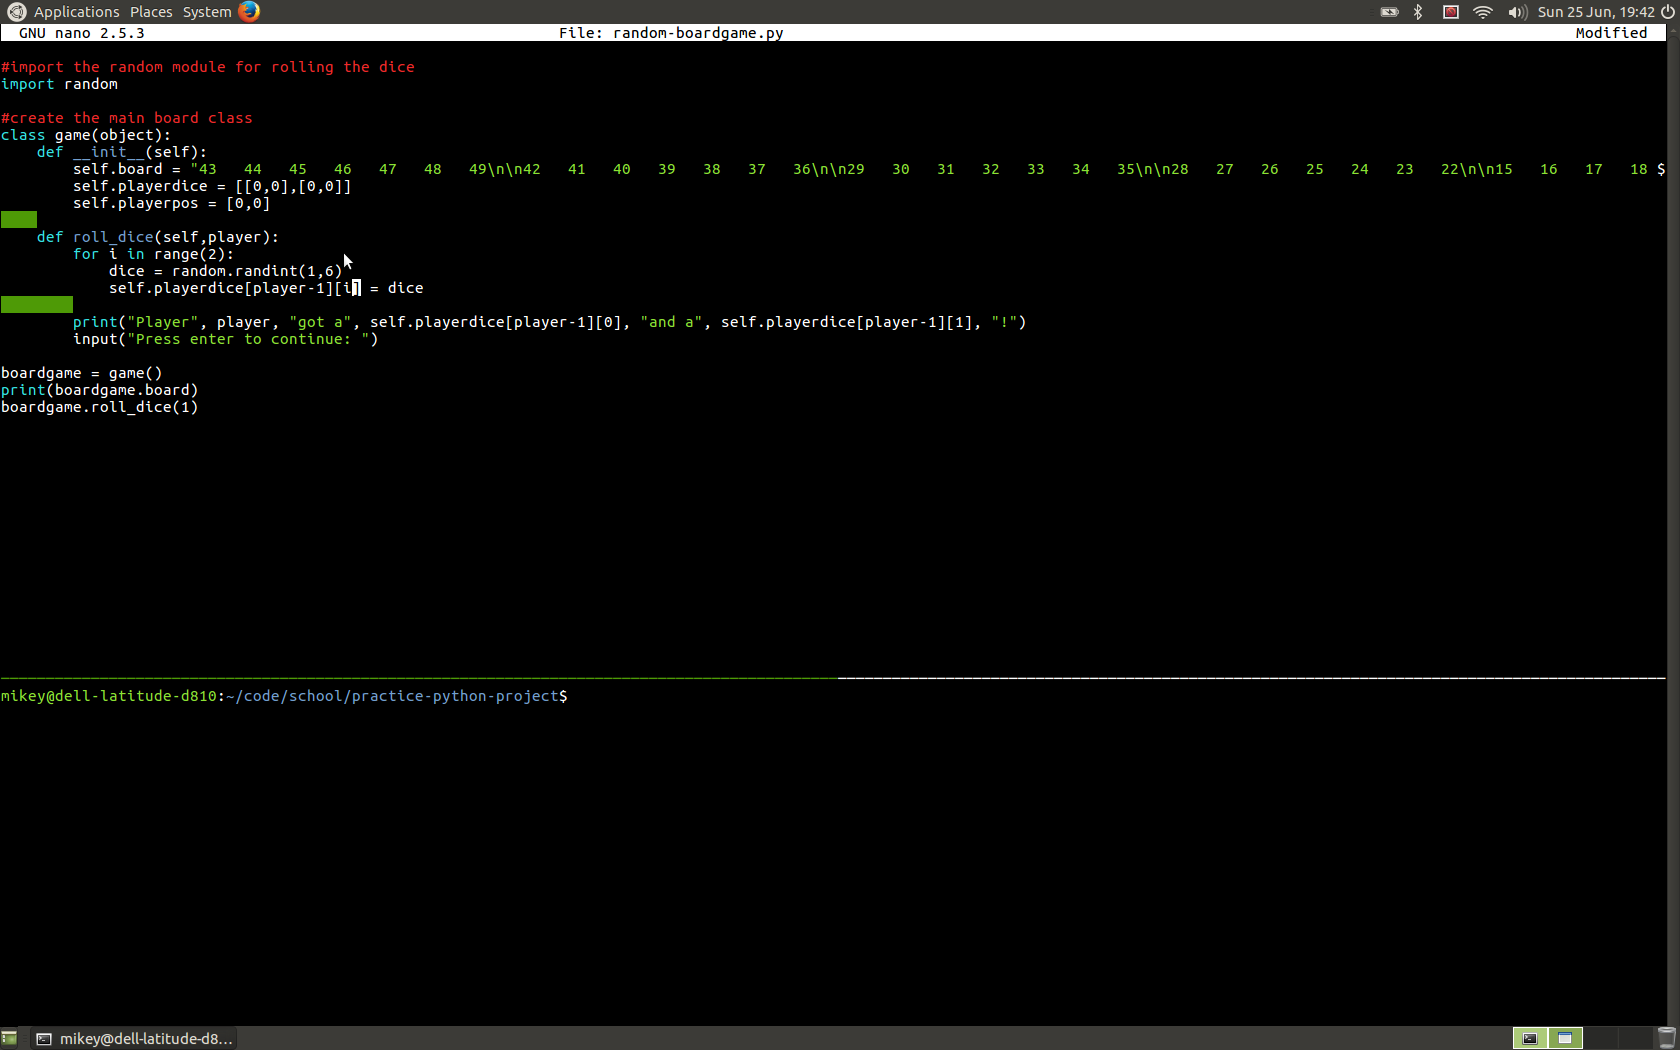 Applications Places System Sun 25 Jun, 19:42
GNU nano 2.5.3 File: random-boardgame.py Modified
#import the random module for rolling the dice
import random
#create the main board class
class game(object):
    def __init__(self):
        self.board = "43   44   45   46   47   48   49\n\n42   41   40   39   38   37   36\n\n29   30   31   32   33   34   35\n\n28   27   26   25   24   23   22\n\n15   16   17   18 $
        self.playerdice = [[0,0],[0,0]]
        self.playerpos = [0,0]
    def roll_dice(self,player):
        for i in range(2):
            dice = random.randint(1,6)
            self.playerdice[player-1][i] = dice
        print("Player", player, "got a", self.playerdice[player-1][0], "and a", self.playerdice[player-1][1], "!")
        input("Press enter to continue: ")
boardgame = game()
print(boardgame.board)
boardgame.roll_dice(1)
mikey@dell-latitude-d810:~/code/school/practice-python-project$
mikey@dell-latitude-d8...